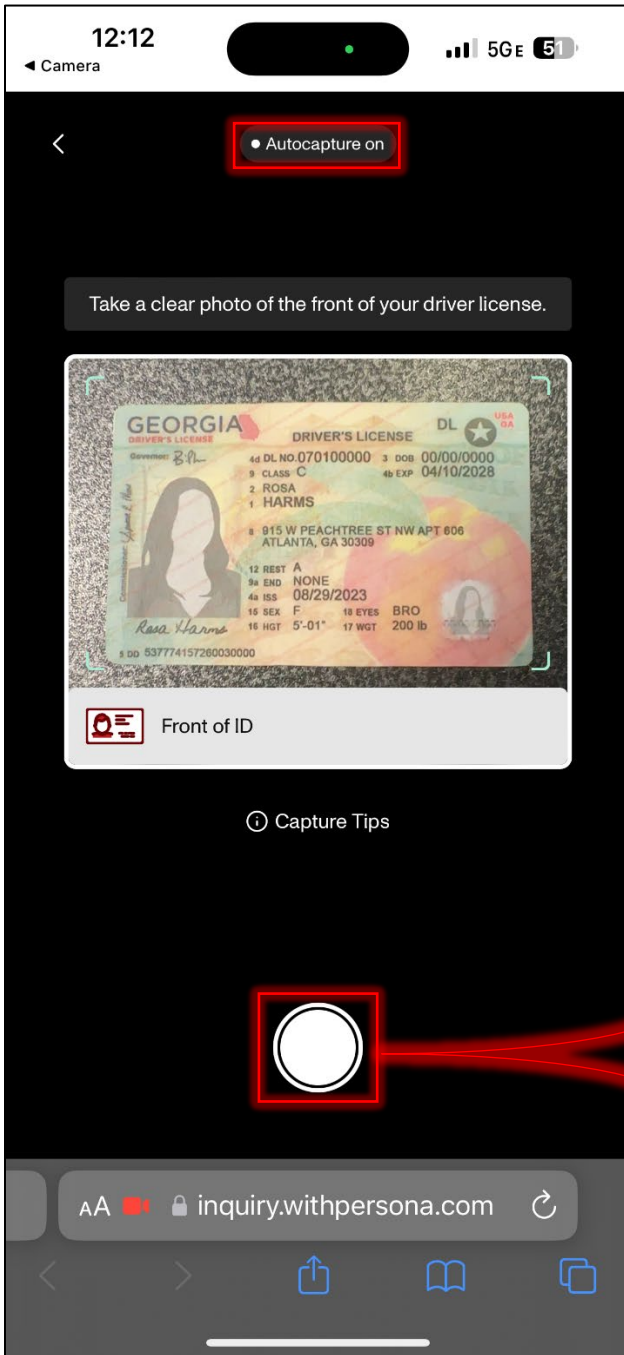 12:12
◀ Camera
5GE 51
Autocapture on
Take a clear photo of the front of your driver license.
GEORGIA
DRIVER'S LICENSE
USA
GA
DL
DRIVER'S LICENSE
Governor:
4d DL NO.070100000 3 DOB 00/00/0000
9 CLASS C 4b EXP 04/10/2028
2 ROSA
1 HARMS
8 915 W PEACHTREE ST NW APT 606
ATLANTA, GA 30309
12 REST A
9a END NONE
4a ISS 08/29/2023
15 SEX F 18 EYES BRO
16 HGT 5'-01" 17 WGT 200 lb
Commissioner:
Rosa Harms
5 DD 537774157260030000
Front of ID
Capture Tips
AA inquiry.withpersona.com